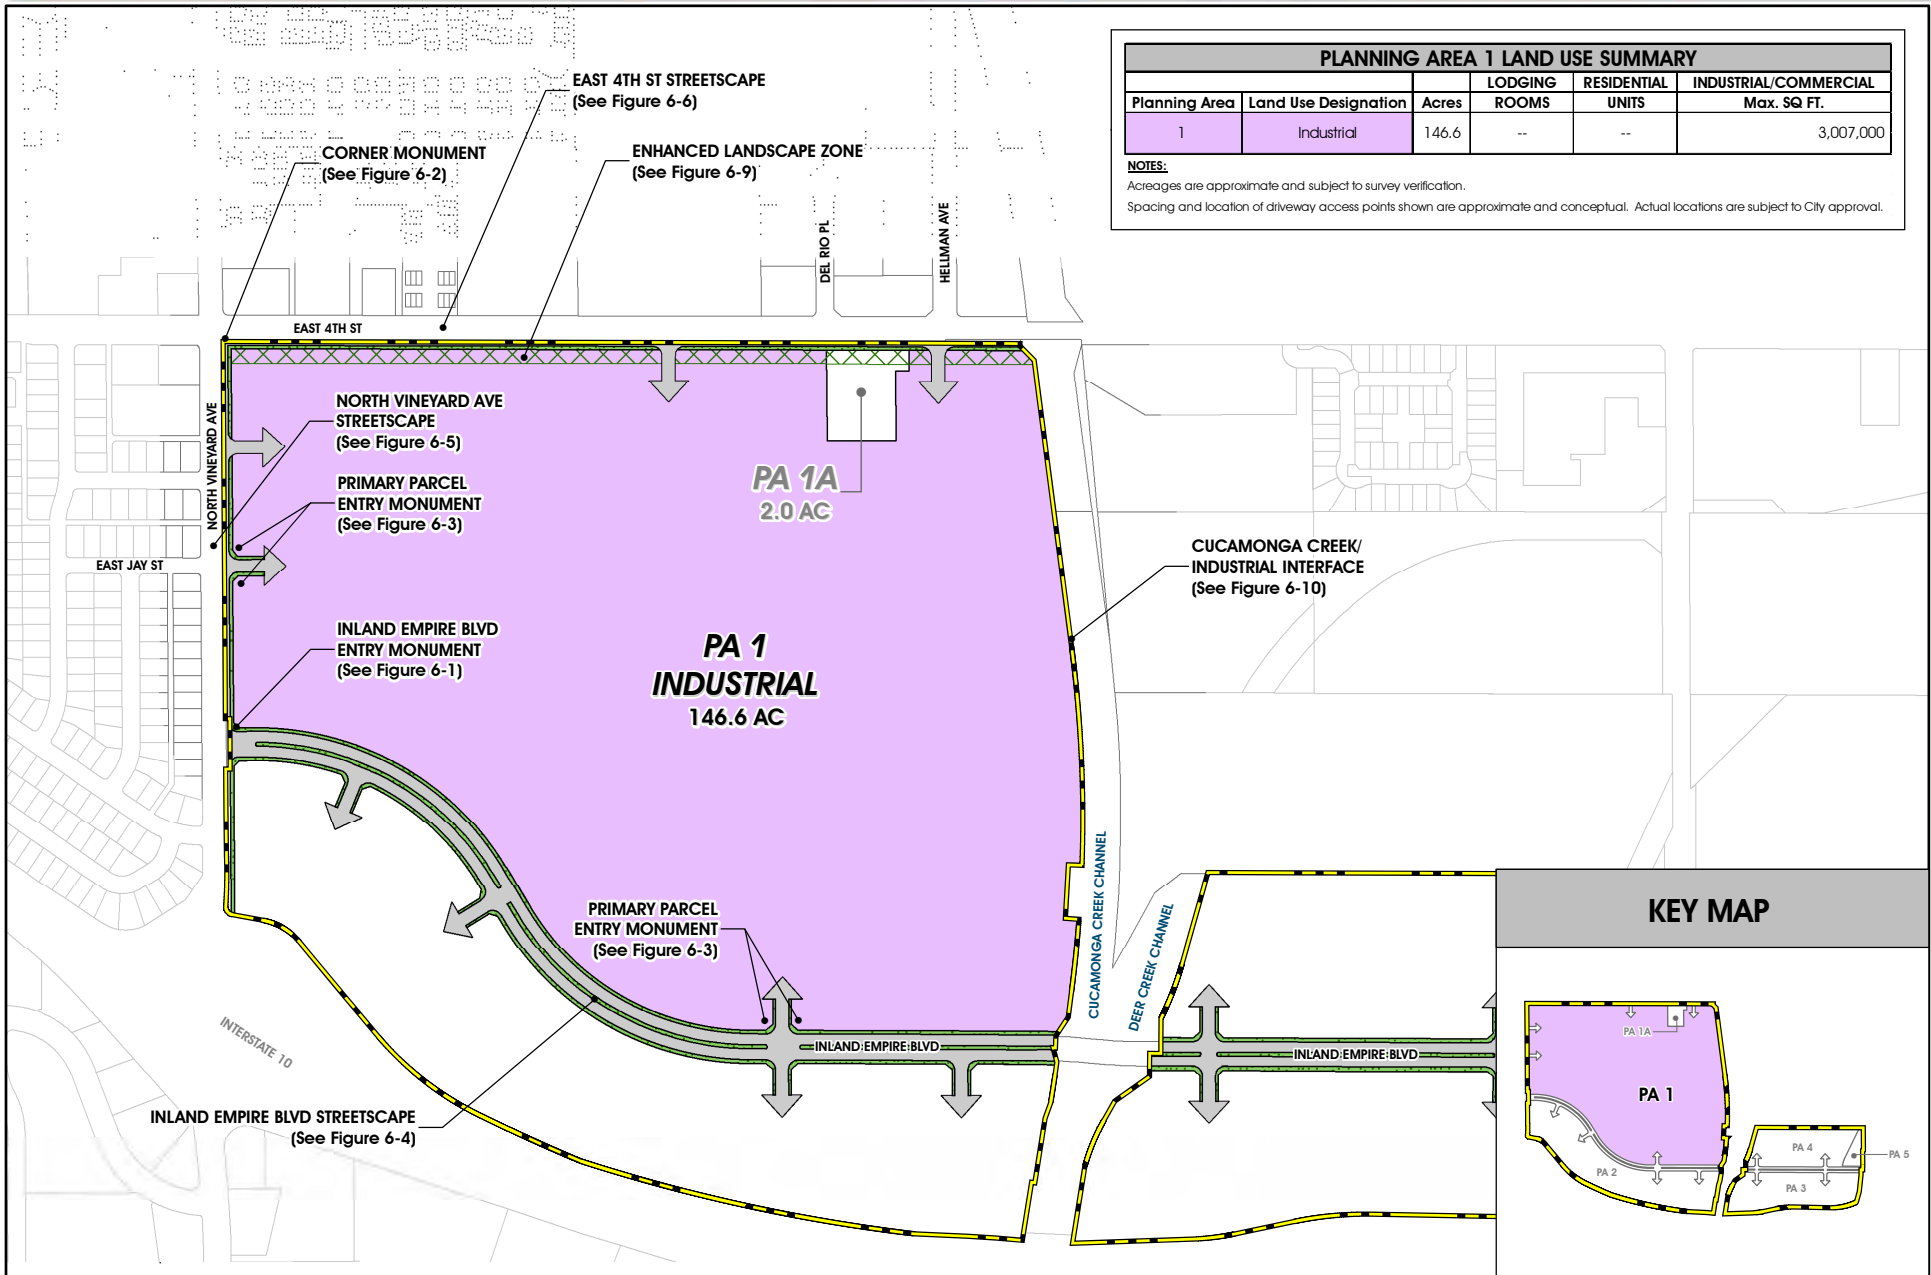 PLANNING AREA 1 LAND USE SUMMARY
LODGING RESIDENTIAL INDUSTRIAL/COMMERCIAL
Planning Area Land Use Designation Acres ROOMS UNITS Max. SQ FT.
1 Industrial 146.6 -- -- 3,007,000
NOTES:
Acreages are approximate and subject to survey verification.
Spacing and location of driveway access points shown are approximate and conceptual. Actual locations are subject to City approval.
EAST 4TH ST STREETSCAPE
(See Figure 6-6)
CORNER MONUMENT
(See Figure 6-2)
ENHANCED LANDSCAPE ZONE
(See Figure 6-9)
DEL RIO PL
HELLMAN AVE
EAST 4TH ST
NORTH VINEYARD AVE
NORTH VINEYARD AVE
STREETSCAPE
(See Figure 6-5)
PRIMARY PARCEL
ENTRY MONUMENT
(See Figure 6-3)
PA 1A
2.0 AC
EAST JAY ST
CUCAMONGA CREEK/
INDUSTRIAL INTERFACE
(See Figure 6-10)
INLAND EMPIRE BLVD
ENTRY MONUMENT
(See Figure 6-1)
PA 1
INDUSTRIAL
146.6 AC
PRIMARY PARCEL
ENTRY MONUMENT
(See Figure 6-3)
CUCAMONGA CREEK CHANNEL
DEER CREEK CHANNEL
INTERSTATE 10
INLAND EMPIRE BLVD
INLAND EMPIRE BLVD
INLAND EMPIRE BLVD STREETSCAPE
(See Figure 6-4)
KEY MAP
PA 1A
PA 1
PA 2
PA 4
PA 5
PA 3